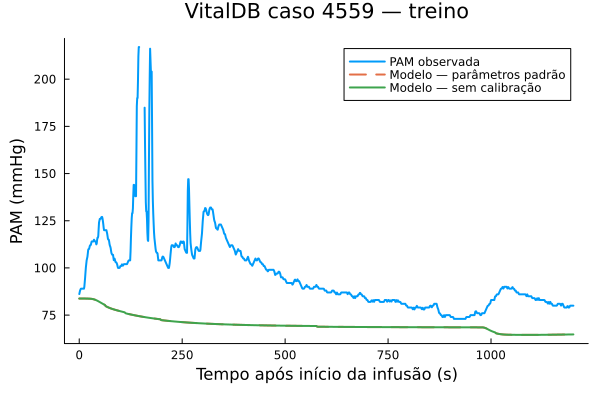 VitalDB caso 4559 — treino
PAM observada
Modelo — parâmetros padrão
Modelo — sem calibração
PAM (mmHg)
200
175
150
125
100
75
0
250
500
750
1000
Tempo após início da infusão (s)